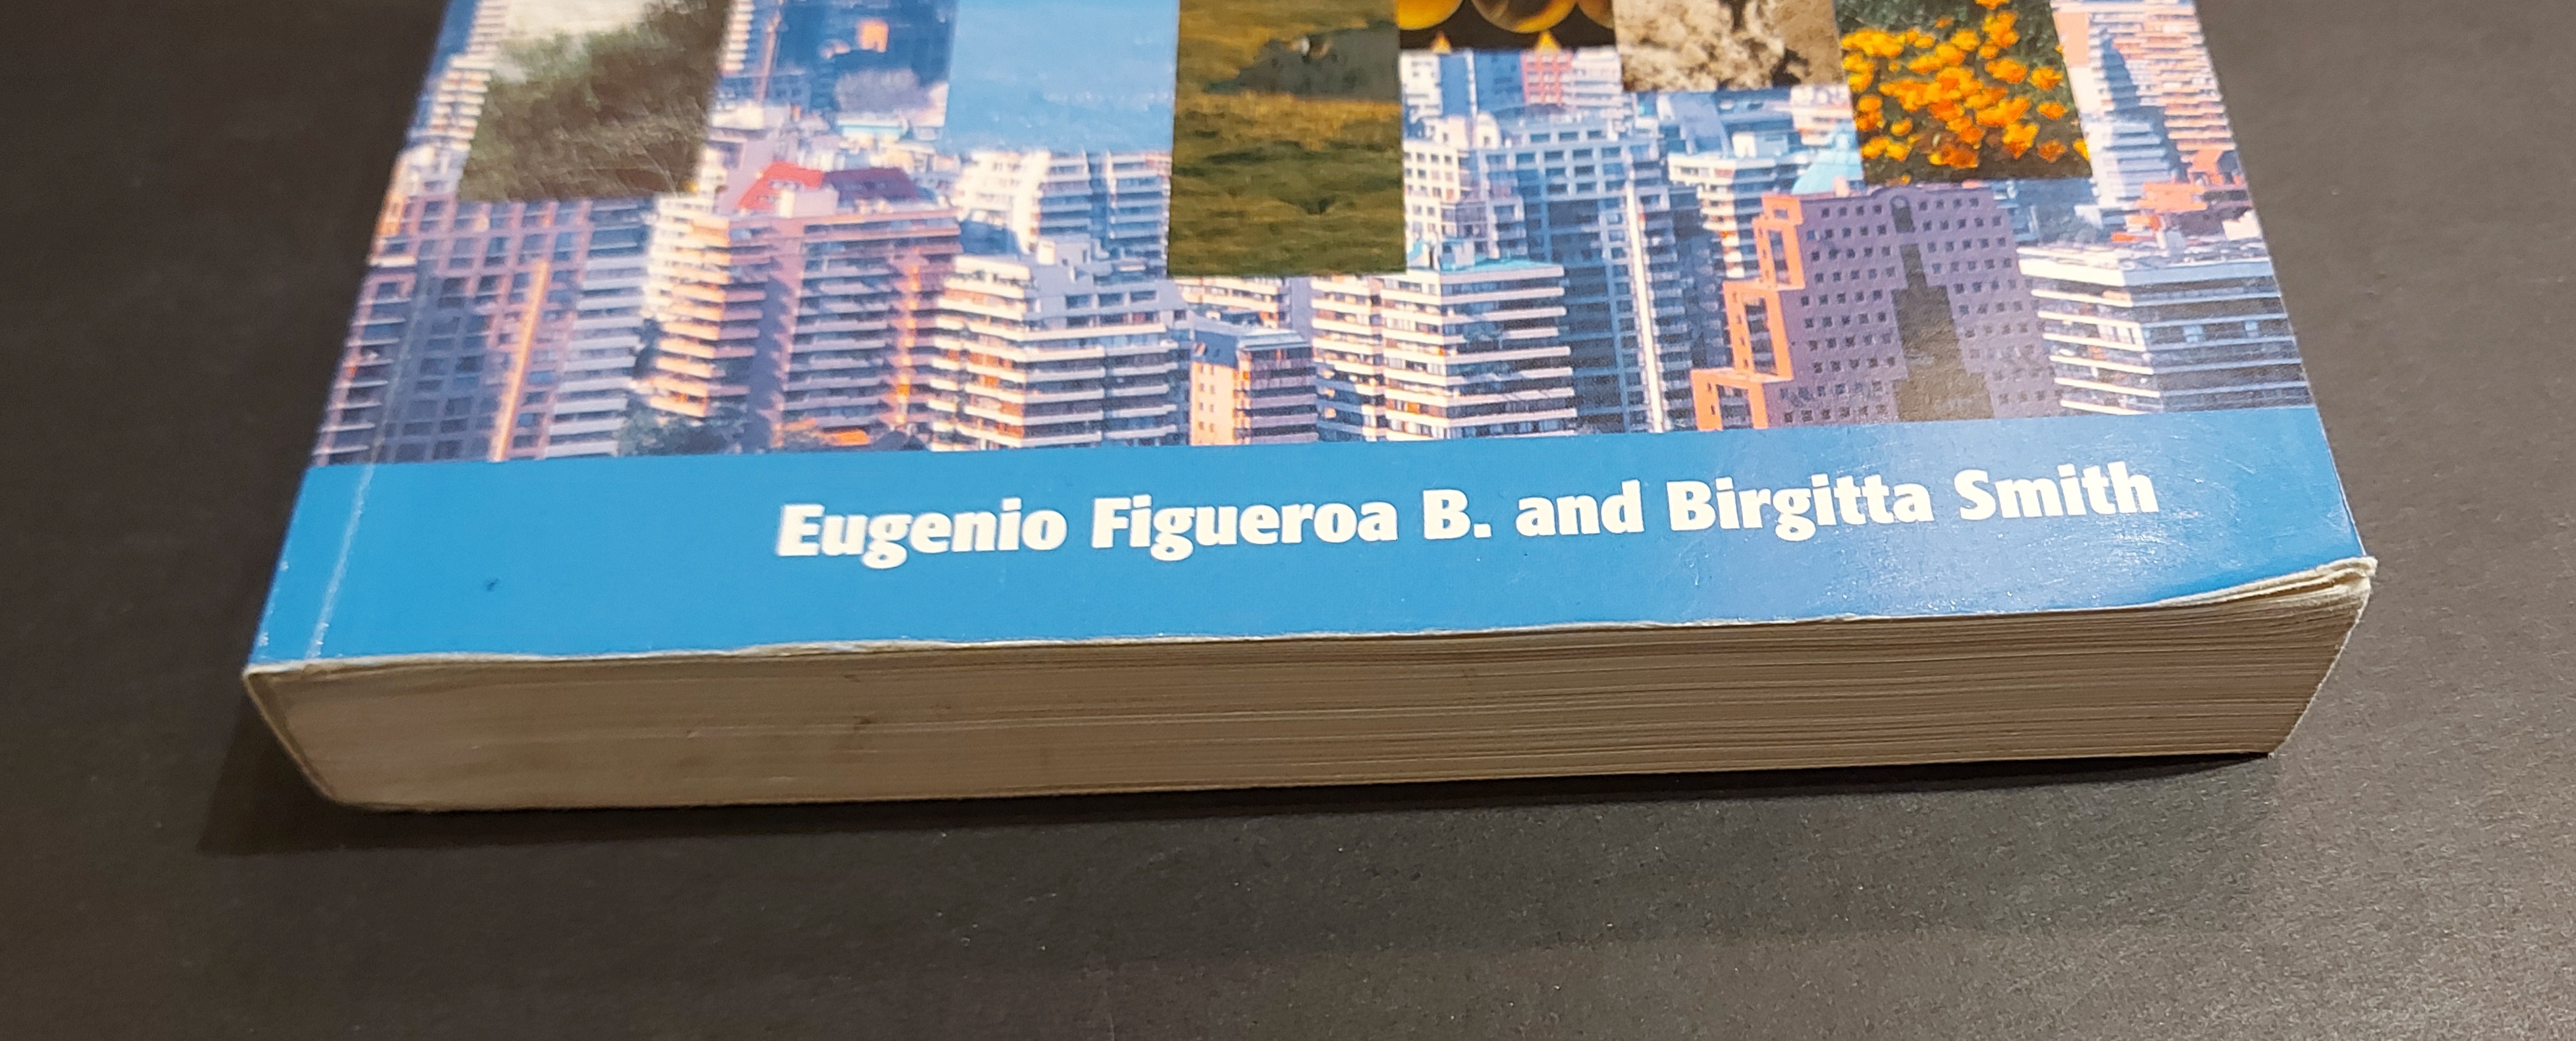 Eugenio Figueroa B. and Birgitta Smith